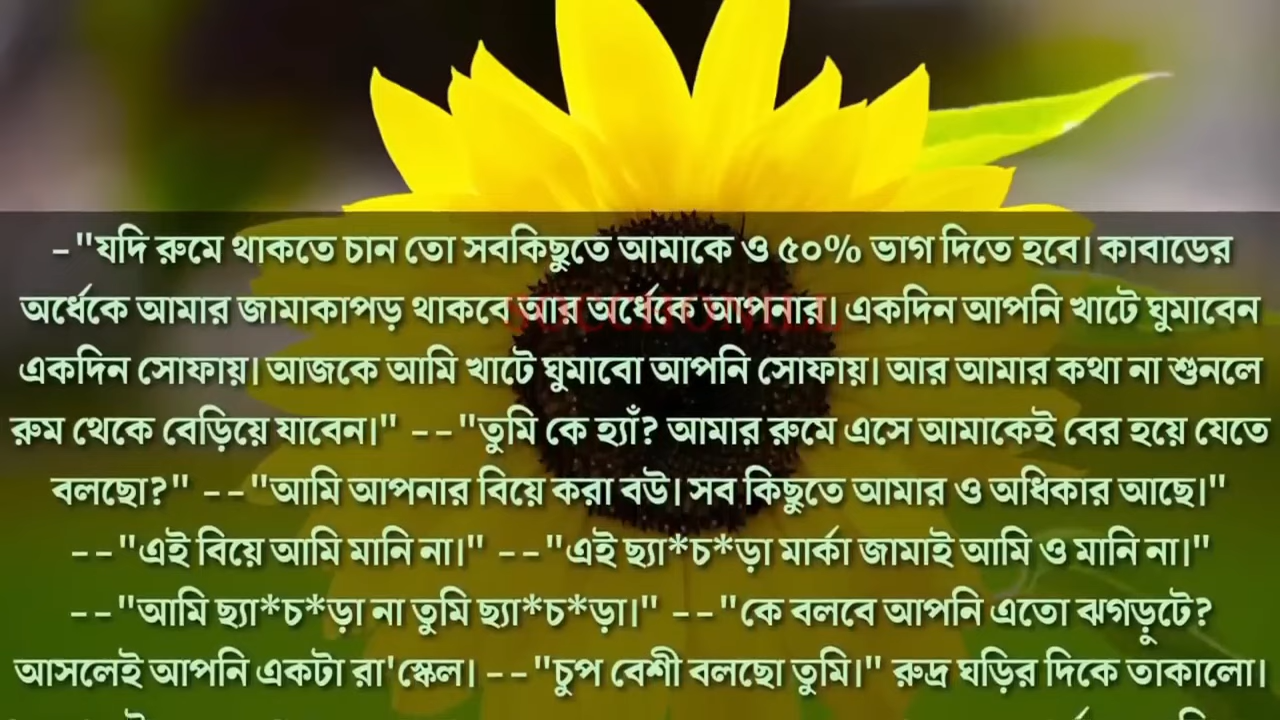 -"যদি রুমে থাকতে চান তো সবকিছুতে আমাকে ও ৫০% ভাগ দিতে হবে। কাবাডের
অর্ধেকে আমার জামাকাপড় থাকবে আর অর্ধেকে আপনার। একদিন আপনি খাটে ঘুমাবেন
একদিন সোফায়। আজকে আমি খাটে ঘুমাবো আপনি সোফায়। আর আমার কথা না শুনলে
রুম থেকে বেড়িয়ে যাবেন।" --"তুমি কে হ্যাঁ? আমার রুমে এসে আমাকেই বের হয়ে যেতে
বলছো?" --"আমি আপনার বিয়ে করা বউ। সব কিছুতে আমার ও অধিকার আছে।"
--"এই বিয়ে আমি মানি না।" --"এই ছ্যা*চ*ড়া মার্কা জামাই আমি ও মানি না।"
--"আমি ছ্যা*চ*ড়া না তুমি ছ্যা*চ*ড়া।" --"কে বলবে আপনি এতো ঝগড়ুটে?
আসলেই আপনি একটা রা'স্কেল। --"চুপ বেশী বলছো তুমি।" রুদ্র ঘড়ির দিকে তাকালো।